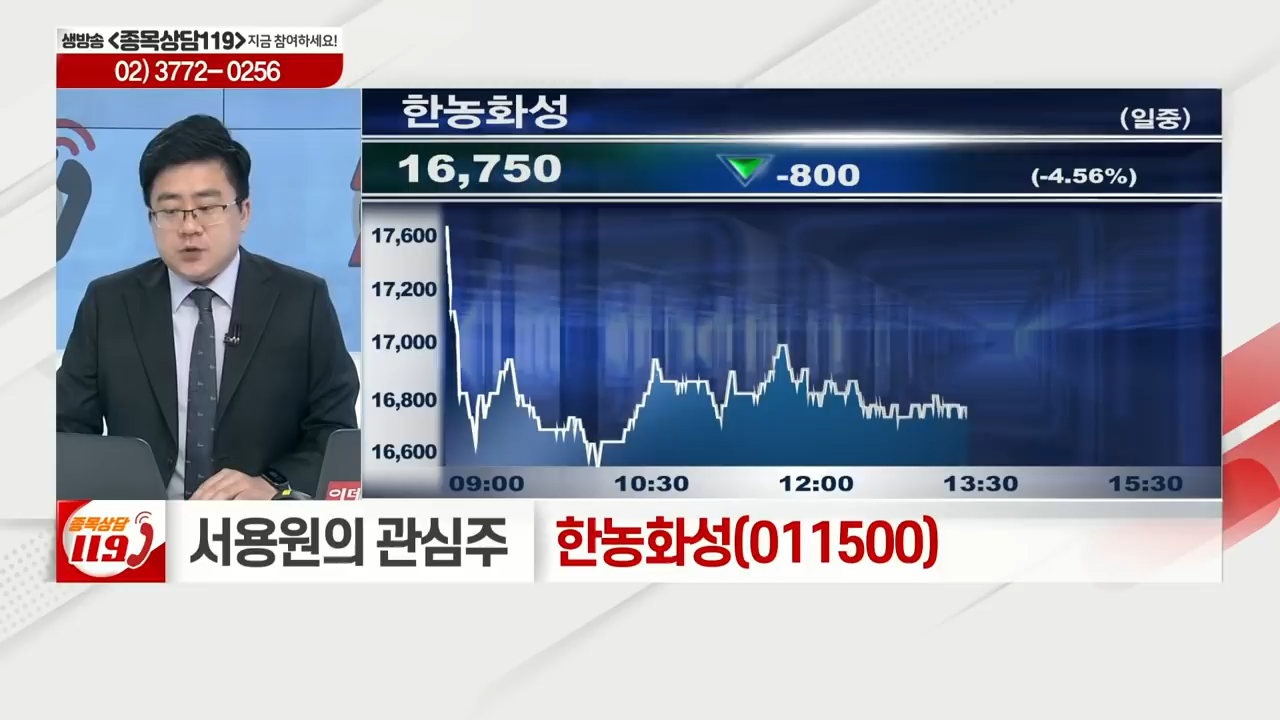 생방송 <종목상담119> 지금 참여하세요!
02) 3772-0256
한농화성
(일중)
16,750
-800
(-4.56%)
17,600
17,200
17,000
16,800
16,600
09:00 10:30 12:00 13:30 15:30
이데
종목상담
119
서용원의 관심주
한농화성(011500)